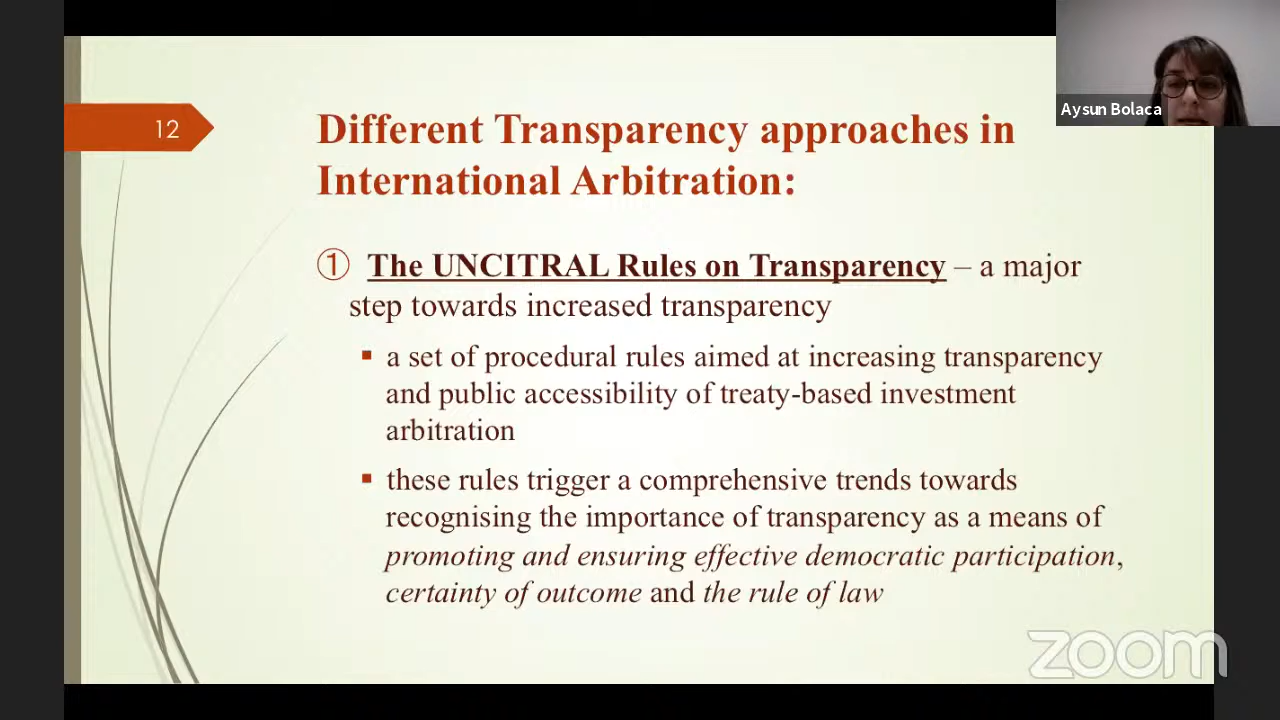 12
Different Transparency approaches in
International Arbitration:
① The UNCITRAL Rules on Transparency – a major
step towards increased transparency
▪ a set of procedural rules aimed at increasing transparency
and public accessibility of treaty-based investment
arbitration
▪ these rules trigger a comprehensive trends towards
recognising the importance of transparency as a means of
promoting and ensuring effective democratic participation,
certainty of outcome and the rule of law
Aysun Bolaca
zoom